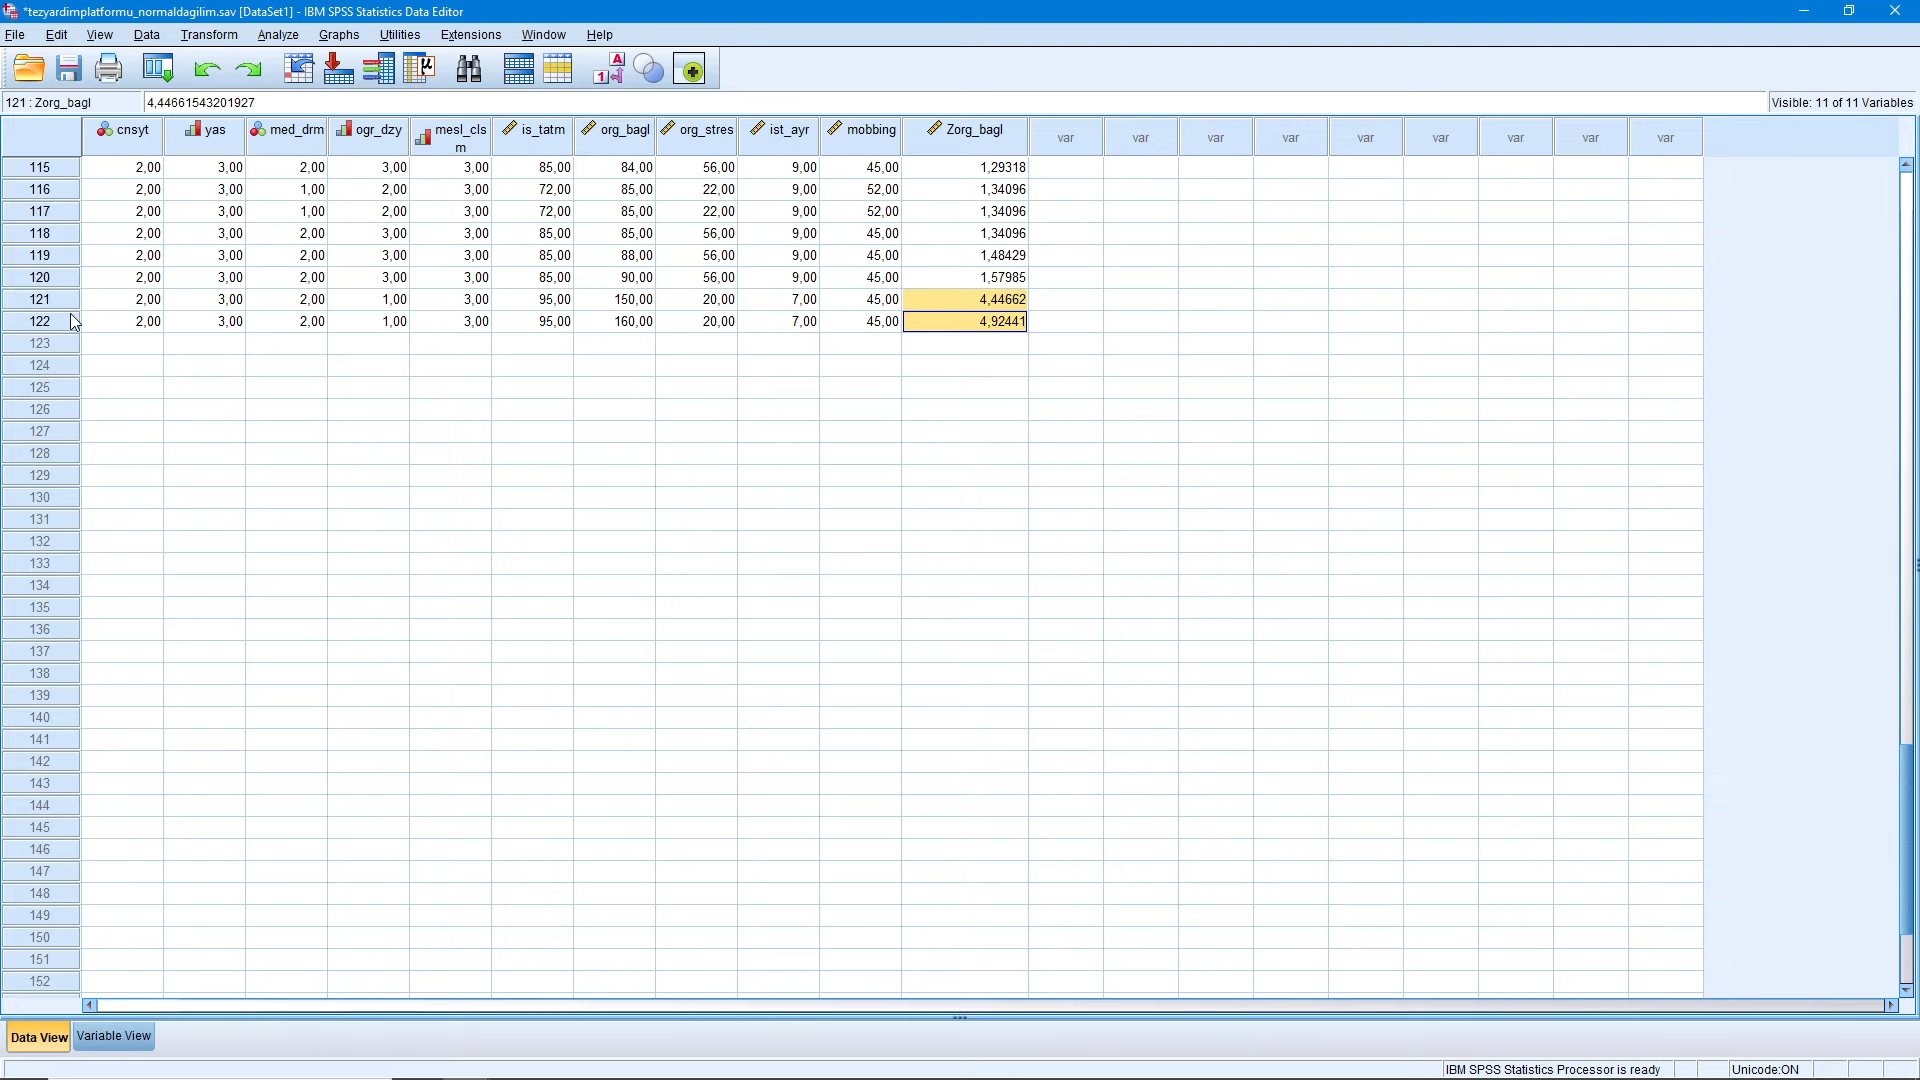 *tezyardimplatformu_normaldagilim.sav [DataSet1] - IBM SPSS Statistics Data Editor
File Edit View Data Transform Analyze Graphs Utilities Extensions Window Help
121 : Zorg_bagl 4,44661543201927 Visible: 11 of 11 Variables
cnsyt yas med_drm ogr_dzy mesl_cls is_tatm org_bagl org_stres ist_ayr mobbing Zorg_bagl var var var var var var var var var
m
115 2,00 3,00 2,00 3,00 3,00 85,00 84,00 56,00 9,00 45,00 1,29318
116 2,00 3,00 1,00 2,00 3,00 72,00 85,00 22,00 9,00 52,00 1,34096
117 2,00 3,00 1,00 2,00 3,00 72,00 85,00 22,00 9,00 52,00 1,34096
118 2,00 3,00 2,00 3,00 3,00 85,00 85,00 56,00 9,00 45,00 1,34096
119 2,00 3,00 2,00 3,00 3,00 85,00 88,00 56,00 9,00 45,00 1,48429
120 2,00 3,00 2,00 3,00 3,00 85,00 90,00 56,00 9,00 45,00 1,57985
121 2,00 3,00 2,00 1,00 3,00 95,00 150,00 20,00 7,00 45,00 4,44662
122 2,00 3,00 2,00 1,00 3,00 95,00 160,00 20,00 7,00 45,00 4,92441
123
124
125
126
127
128
129
130
131
132
133
134
135
136
137
138
139
140
141
142
143
144
145
146
147
148
149
150
151
152
Data View Variable View
IBM SPSS Statistics Processor is ready Unicode:ON